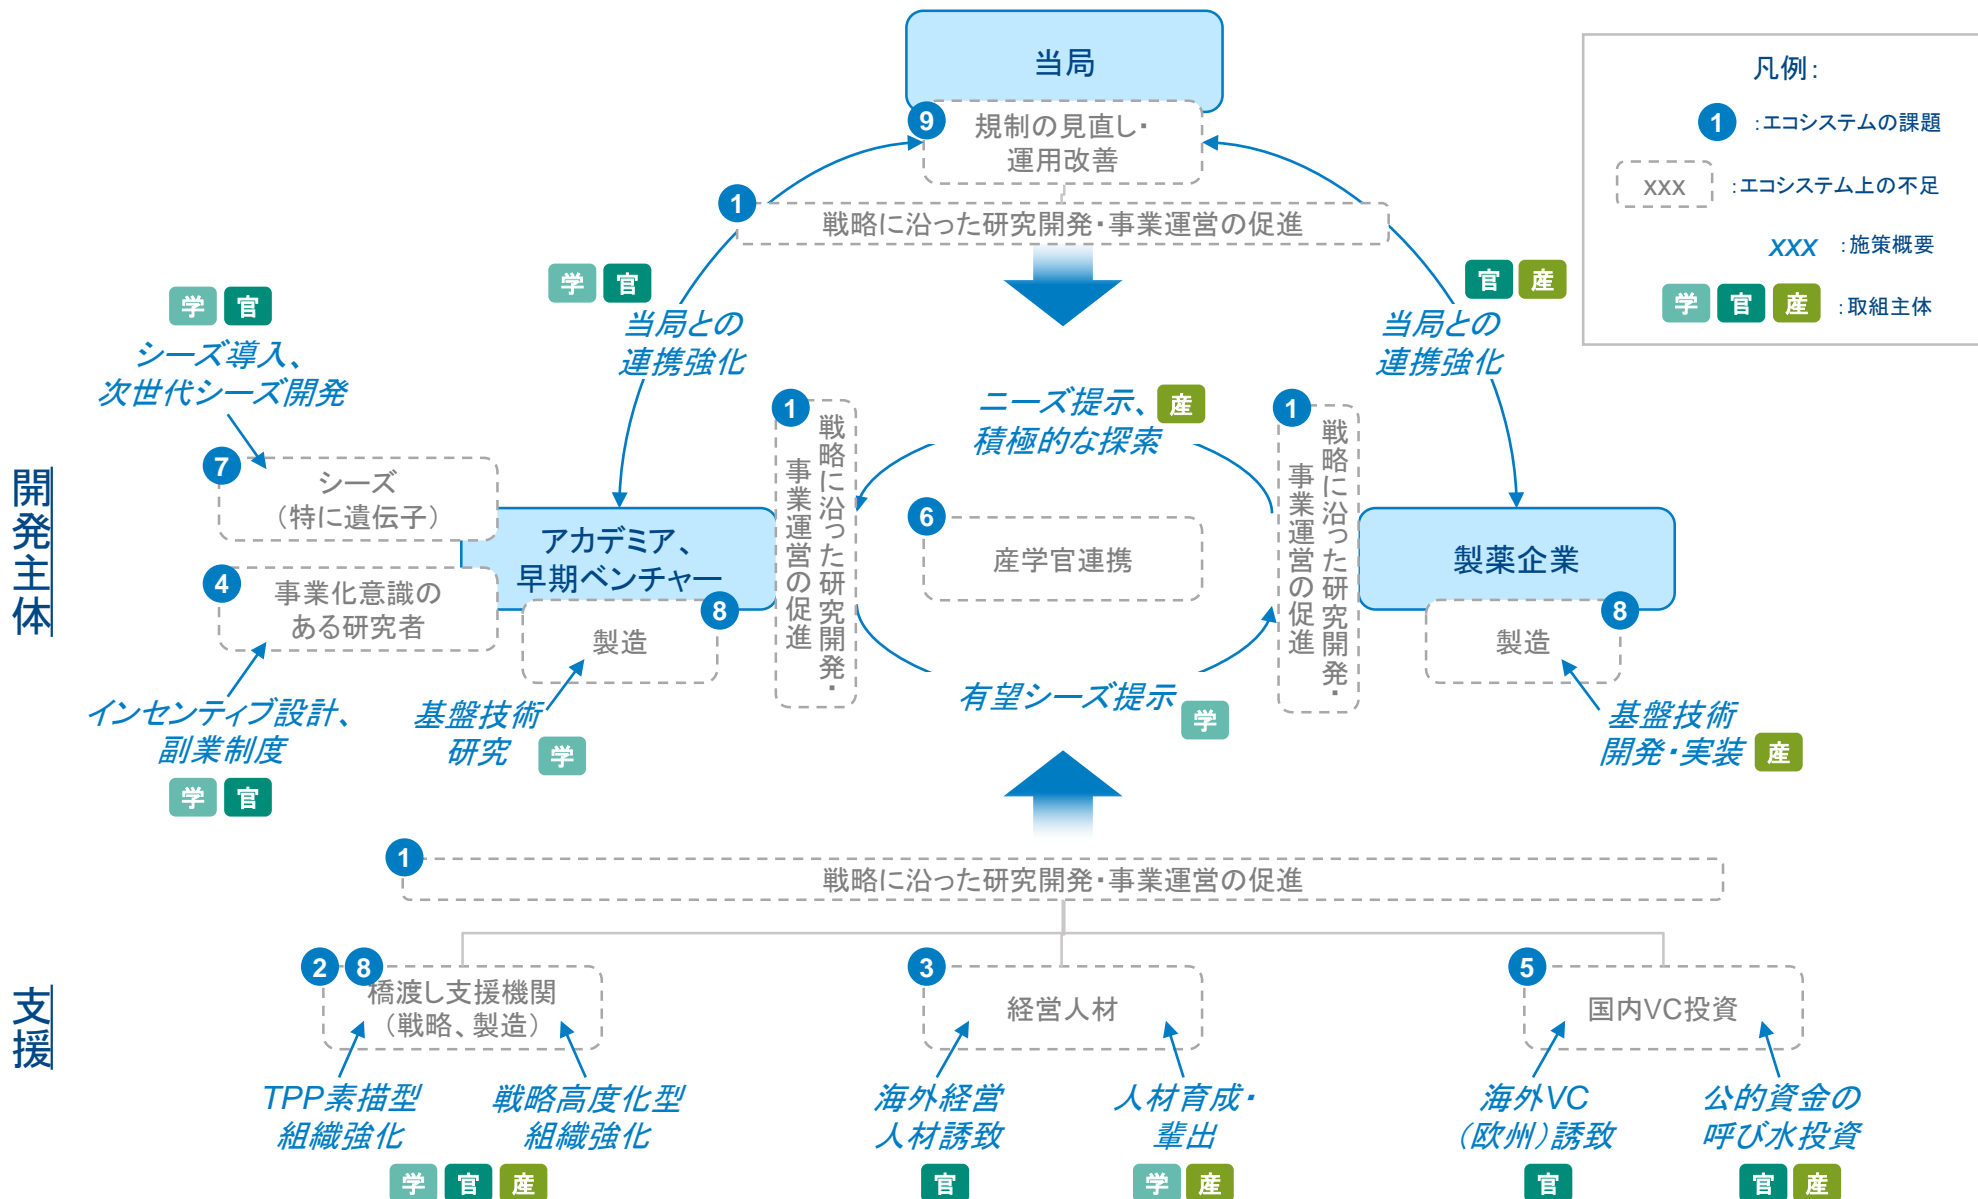 当局
9
規制の見直し・
運用改善
1
戦略に沿った研究開発・事業運営の促進
凡例：
1
：エコシステムの課題
xxx
：エコシステム上の不足
xxx
：施策概要
学 官 産
：取組主体
学 官
シーズ導入、
次世代シーズ開発
学 官
当局との
連携強化
官 産
当局との
連携強化
ニーズ提示、
積極的な探索
産
開発主体
7
シーズ
（特に遺伝子）
アカデミア、
早期ベンチャー
4
事業化意識の
ある研究者
8
製造
インセンティブ設計、
副業制度
学 官
基盤技術
研究
学
1
戦略に沿った研究開発・
事業運営の促進
6
産学官連携
有望シーズ提示
学
1
戦略に沿った研究開発・
事業運営の促進
製薬企業
8
製造
基盤技術
開発・実装
産
1
戦略に沿った研究開発・事業運営の促進
支援
2 8
橋渡し支援機関
（戦略、製造）
TPP素描型
組織強化
戦略高度化型
組織強化
学 官 産
3
経営人材
海外経営
人材誘致
官
人材育成・
輩出
学 産
5
国内VC投資
海外VC
（欧州）誘致
官
公的資金の
呼び水投資
官 産